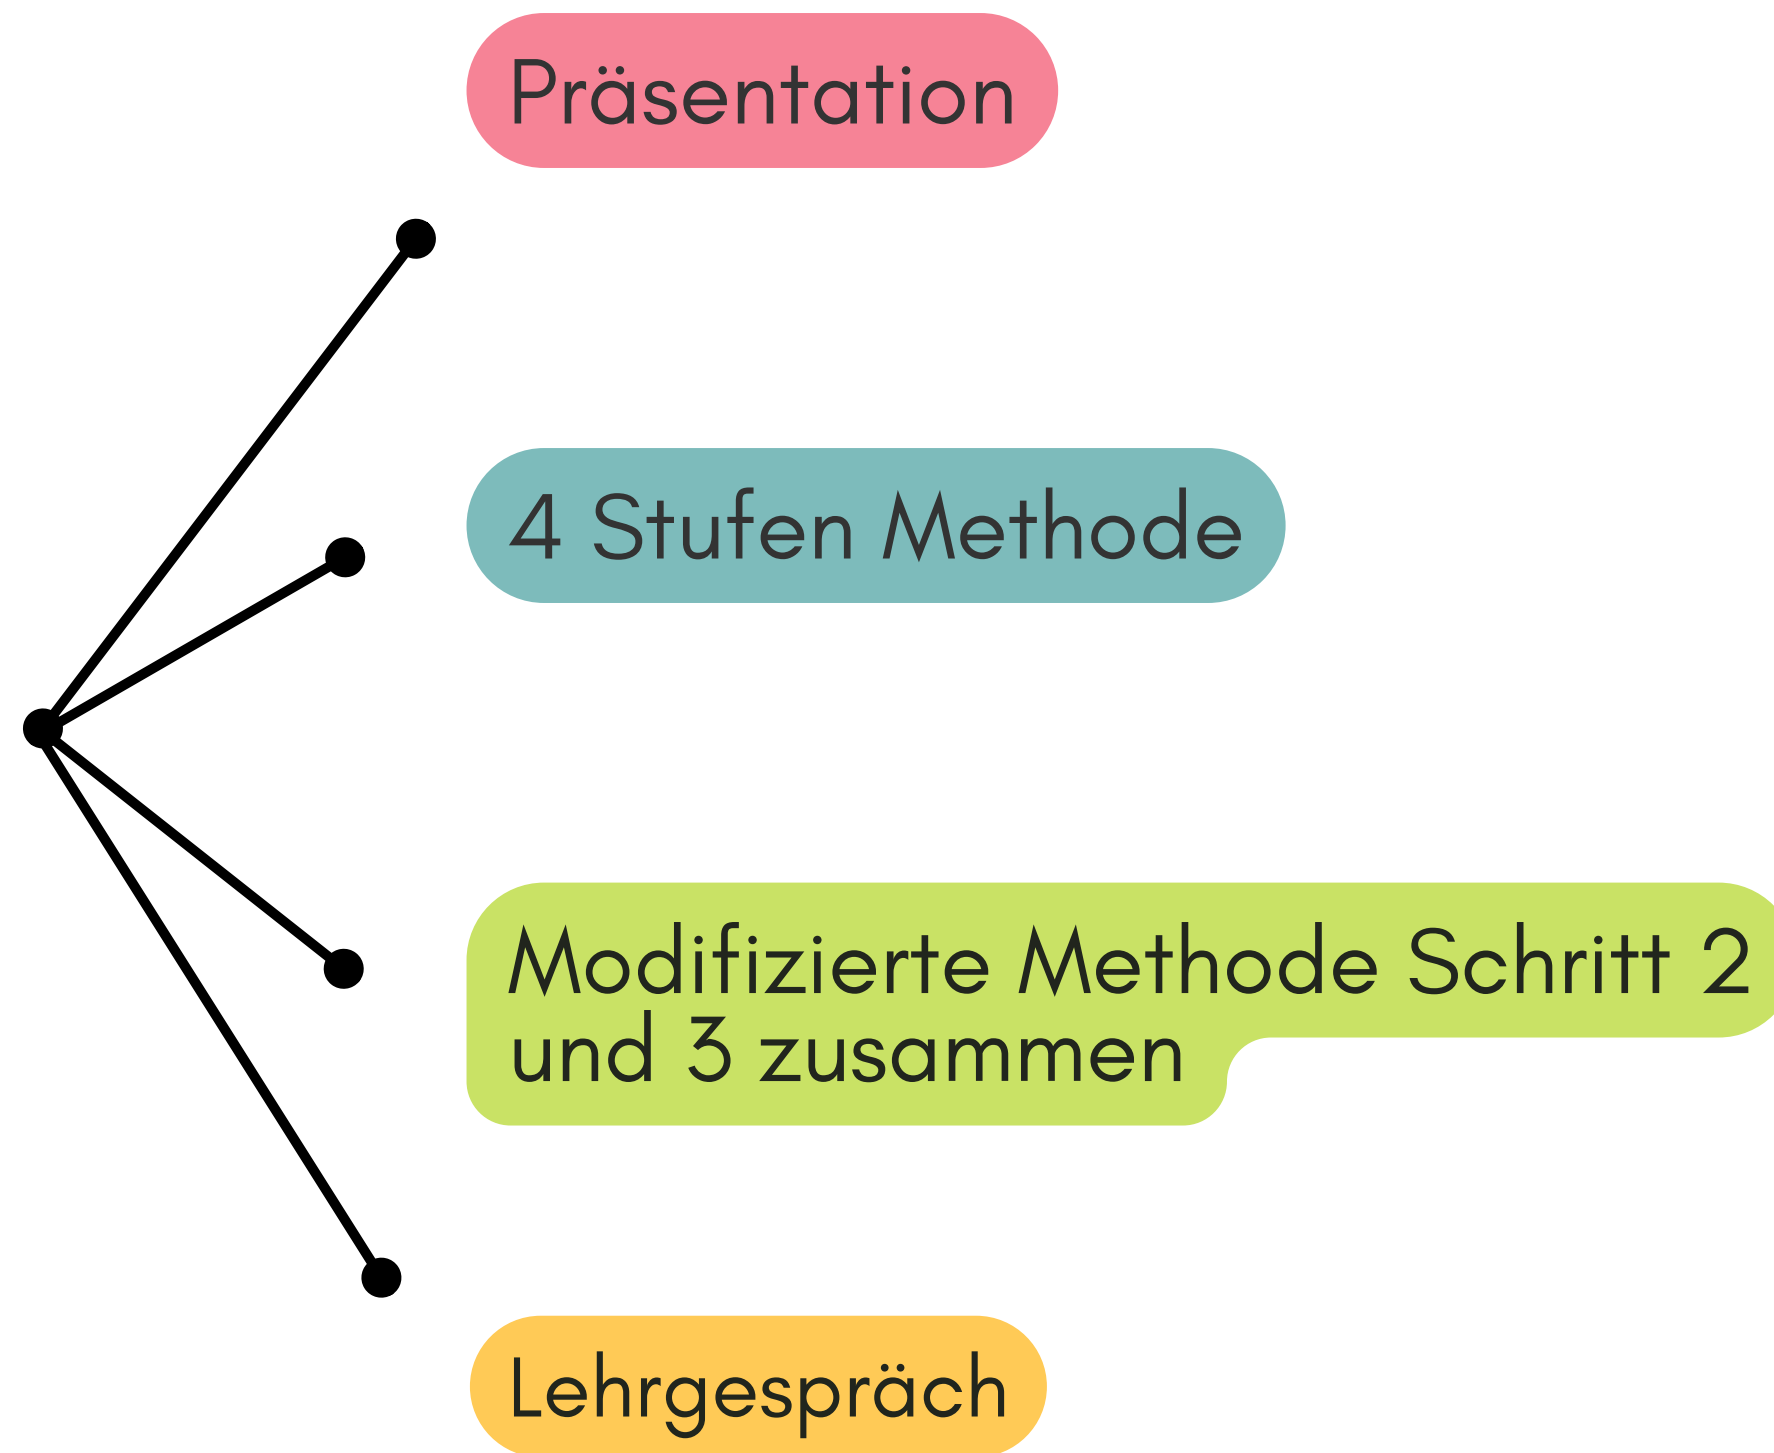 Präsentation
4 Stufen Methode
Modifizierte Methode Schritt 2
und 3 zusammen
Lehrgespräch